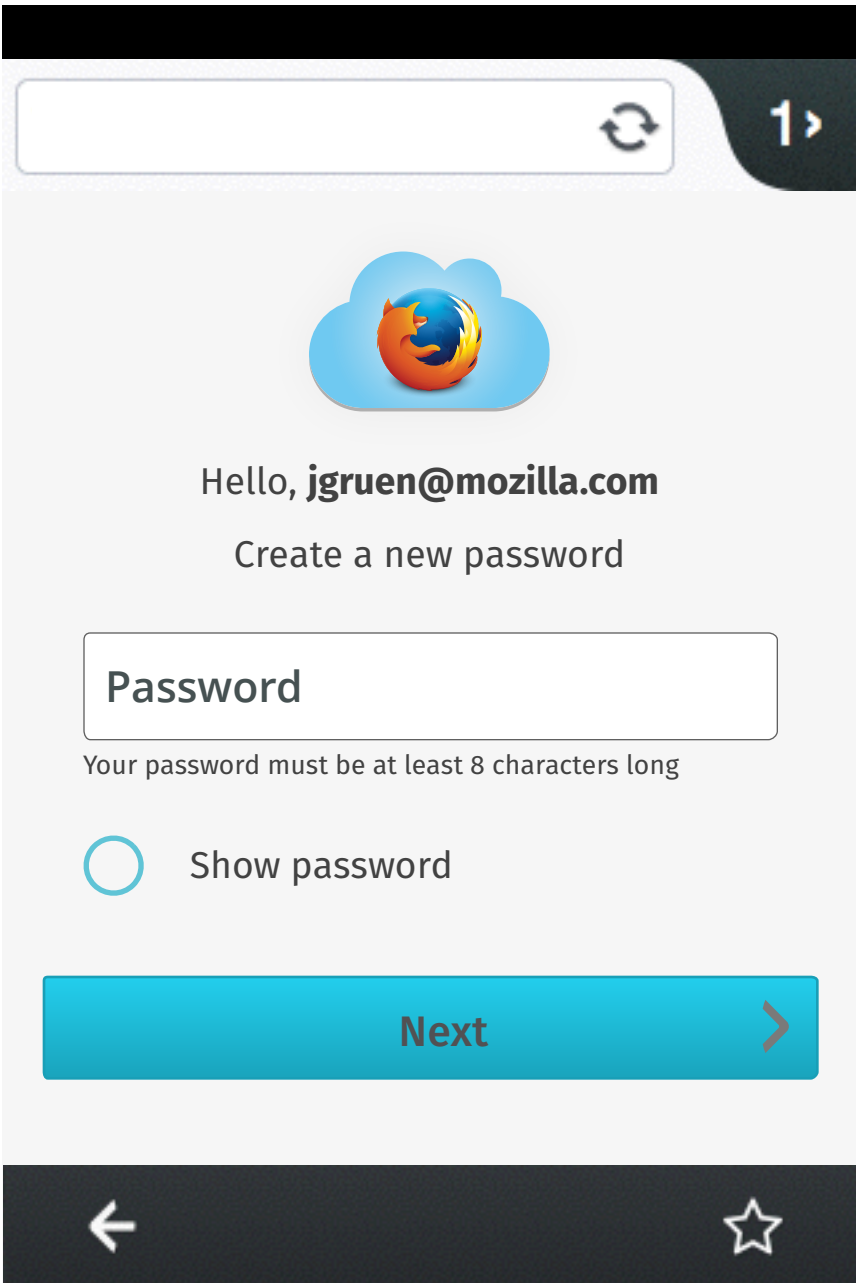 1›
Hello, jgruen@mozilla.com
Create a new password
Password
Your password must be at least 8 characters long
Show password
Next